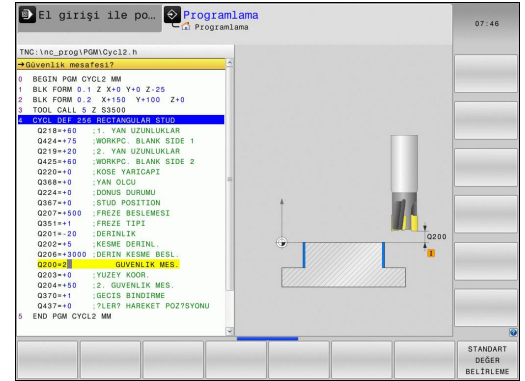 El girişi ile po…
Programlama
Programlama
07:46
TNC:\nc_prog\PGM\Cycl2.h
→Güvenlik mesafesi?
0 BEGIN PGM CYCL2 MM
1 BLK FORM 0.1 Z X+0 Y+0 Z-25
2 BLK FORM 0.2 X+150 Y+100 Z+0
3 TOOL CALL 5 Z S3500
4 CYCL DEF 256 RECTANGULAR STUD
Q218=+60 ;1. YAN UZUNLUKLAR
Q424=+75 ;WORKPC. BLANK SIDE 1
Q219=+20 ;2. YAN UZUNLUKLAR
Q425=+60 ;WORKPC. BLANK SIDE 2
Q220=+0 ;KOSE YARICAPI
Q368=+0 ;YAN OLCU
Q224=+0 ;DONUS DURUMU
Q367=+0 ;STUD POSITION
Q207=+500 ;FREZE BESLEMESI
Q351=+1 ;FREZE TIPI
Q201=-20 ;DERINLIK
Q202=+5 ;KESME DERINL.
Q206=+3000 ;DERIN KESME BESL.
Q200=2 GUVENLIK MES.
Q203=+0 ;YUZEY KOOR.
Q204=+50 ;2. GUVENLIK MES.
Q370=+1 ;GECIS BINDIRME
Q437=+0 ;?LER? HAREKET POZ?SYONU
5 END PGM CYCL2 MM
Q200
I
STANDART
DEĞER
BELİRLEME